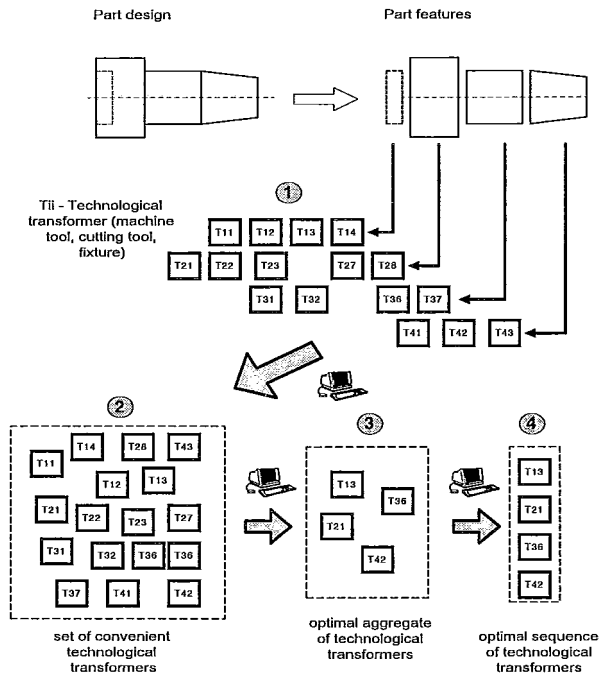 Part design
Part features
1
Tii - Technological
transformer (machine
tool, cutting tool,
fixture)
T11 T12 T13 T14
T21 T22 T23 T27 T28
T31 T32 T36 T37
T41 T42 T43
2
3
4
T14 T28 T43
T11
T12 T13
T21 T22 T23 T27
T31 T32 T36 T36
T37 T41 T42
T13
T36
T21
T42
T13
T21
T36
T42
set of convenient
technological
transformers
optimal aggregate
of technological
transformers
optimal sequence
of technological
transformers